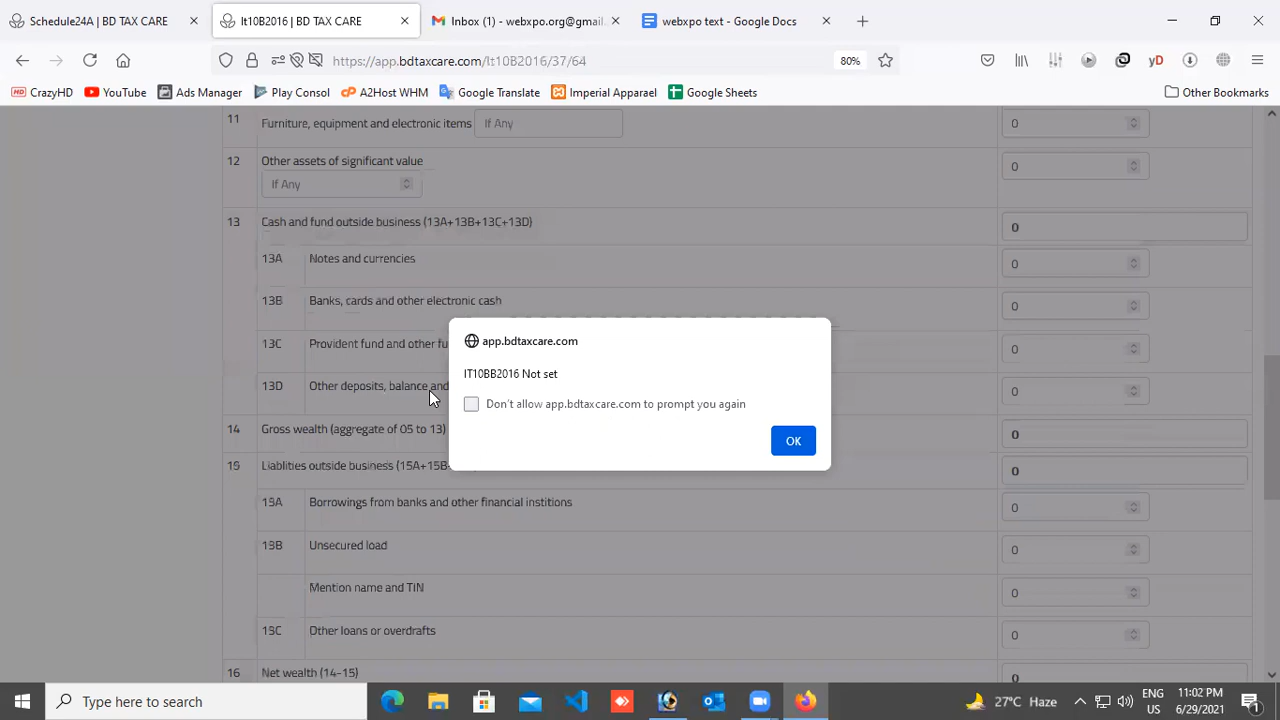 Schedule24A | BD TAX CARE
It10B2016 | BD TAX CARE
Inbox (1) - webxpo.org@gmail.
webxpo text - Google Docs
https://app.bdtaxcare.com/It10B2016/37/64
80%
yD
CrazyHD
YouTube
Ads Manager
Play Consol
A2Host WHM
Google Translate
Imperial Apparael
Google Sheets
Other Bookmarks
11 Furniture, equipment and electronic items If Any 0
12 Other assets of significant value 0
If Any
13 Cash and fund outside business (13A+13B+13C+13D) 0
13A Notes and currencies 0
13B Banks, cards and other electronic cash 0
13C Provident fund and other fu 0
13D Other deposits, balance and 0
14 Gross wealth (aggregate of 05 to 13) 0
15 Liablities outside business (15A+15B- 0
15A Borrowings from banks and other financial institions 0
15B Unsecured load 0
Mention name and TIN 0
15C Other loans or overdrafts 0
16 Net wealth (14-15) 0
app.bdtaxcare.com
IT10BB2016 Not set
Don't allow app.bdtaxcare.com to prompt you again
OK
Type here to search
27°C Haze
ENG
US
11:02 PM
6/29/2021
1